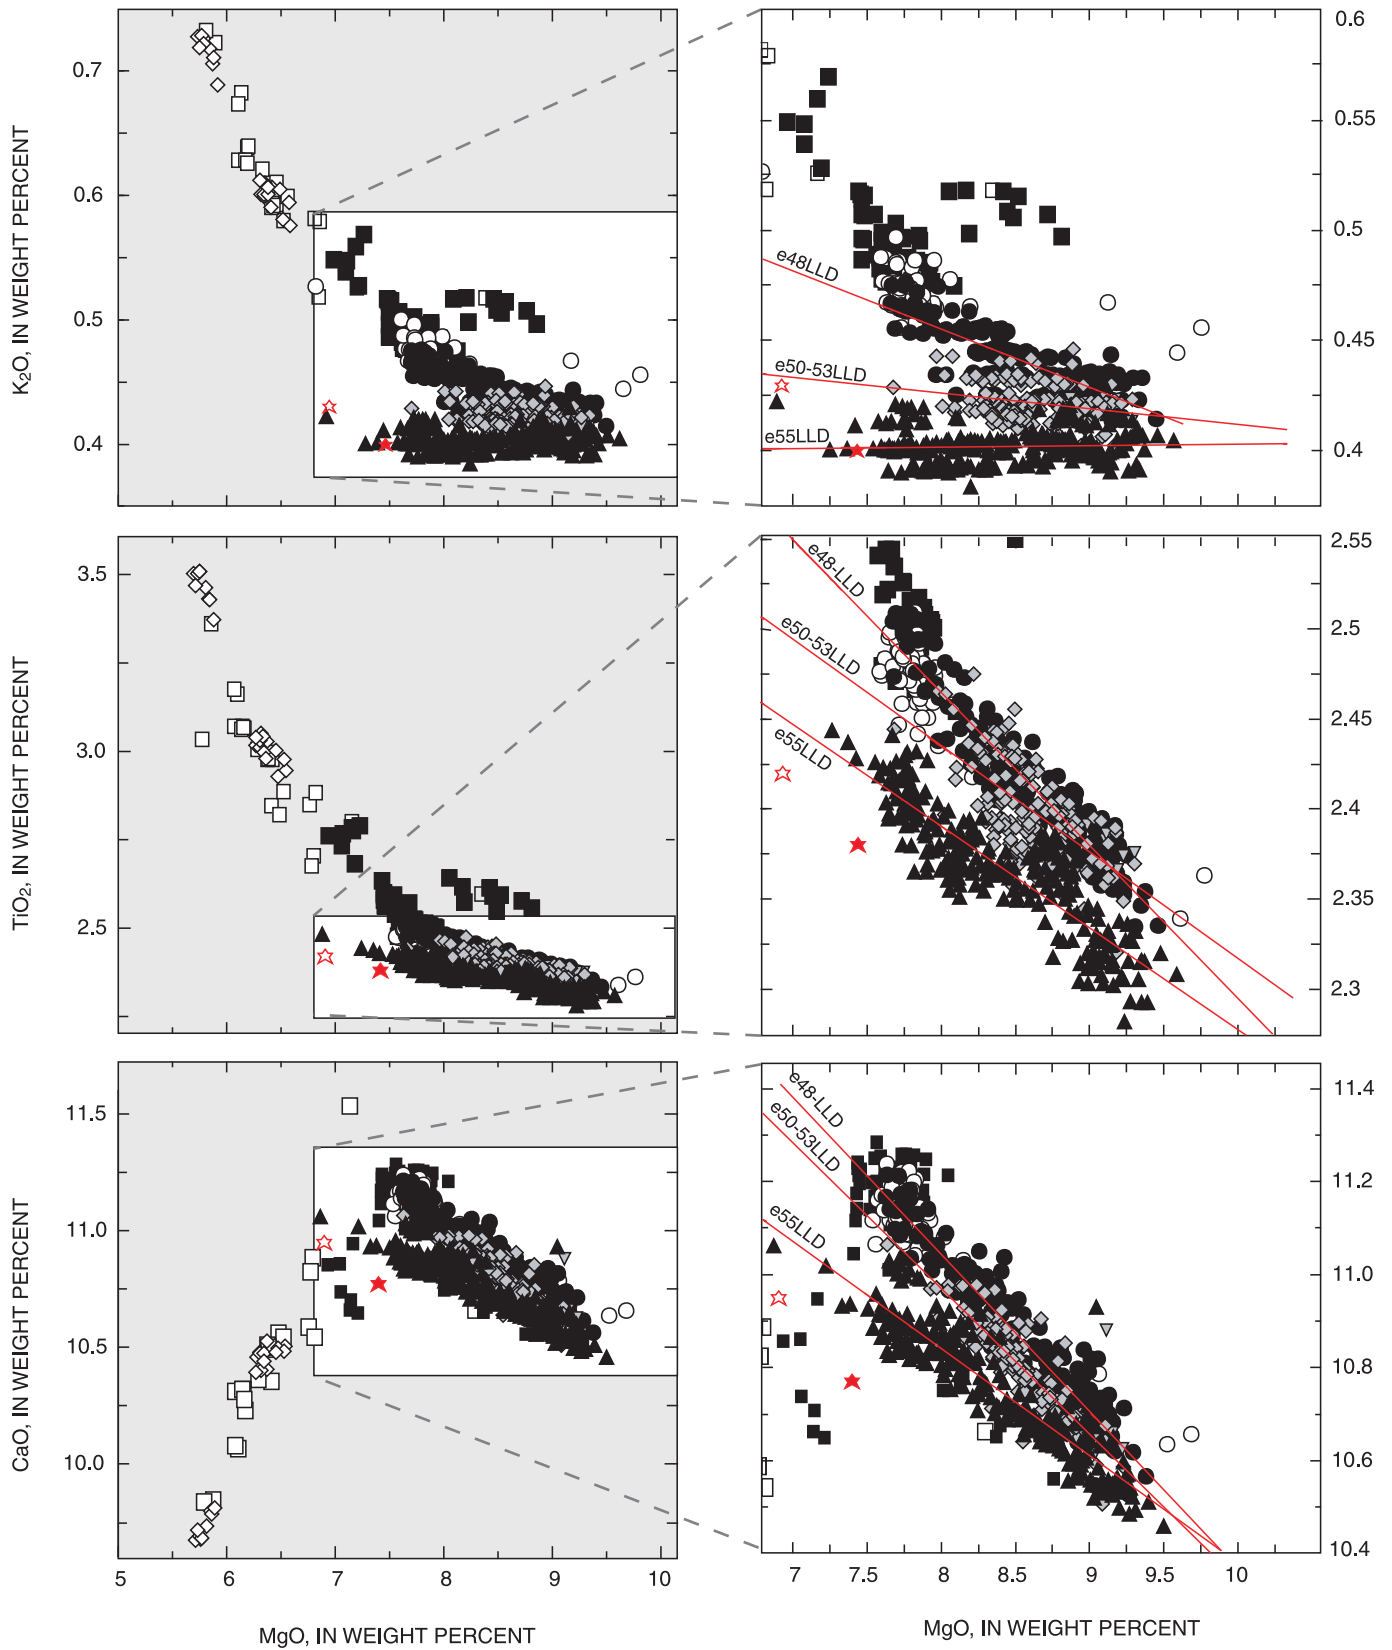 K2O, IN WEIGHT PERCENT
0.7
0.6
0.5
0.4
0.6
0.55
0.5
0.45
0.4
e48LLD
e50-53LLD
e55LLD
TiO2, IN WEIGHT PERCENT
3.5
3.0
2.5
2.55
2.5
2.45
2.4
2.35
2.3
e48-LLD
e50-53LLD
e55LLD
CaO, IN WEIGHT PERCENT
11.5
11.0
10.5
10.0
11.4
11.2
11.0
10.8
10.6
10.4
e48-LLD
e50-53LLD
e55LLD
5 6 7 8 9 10
7 7.5 8 8.5 9 9.5 10
MgO, IN WEIGHT PERCENT
MgO, IN WEIGHT PERCENT